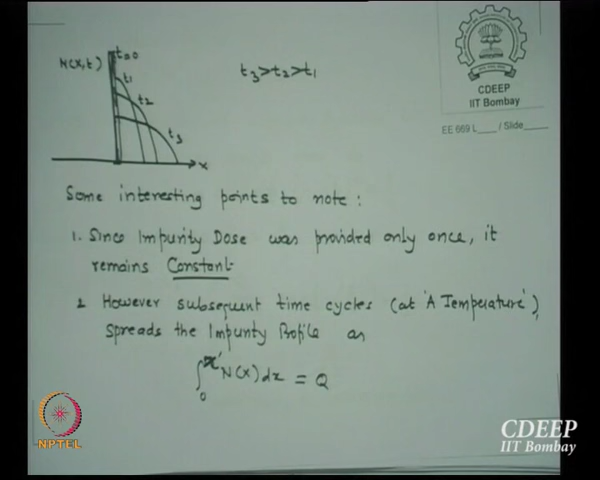 N(x,t)
t=0
t1
t2
t3
x
t3>t2>t1
CDEEP
IIT Bombay
EE 669 L____ / Slide____
Some interesting points to note:
1. Since Impurity Dose was provided only once, it
remains Constant.
2 However subsequent time cycles (at 'A Temperature'),
Spreads the Impurity Profile as
∫₀^x' N(x) dx = Q
NPTEL
CDEEP
IIT Bombay